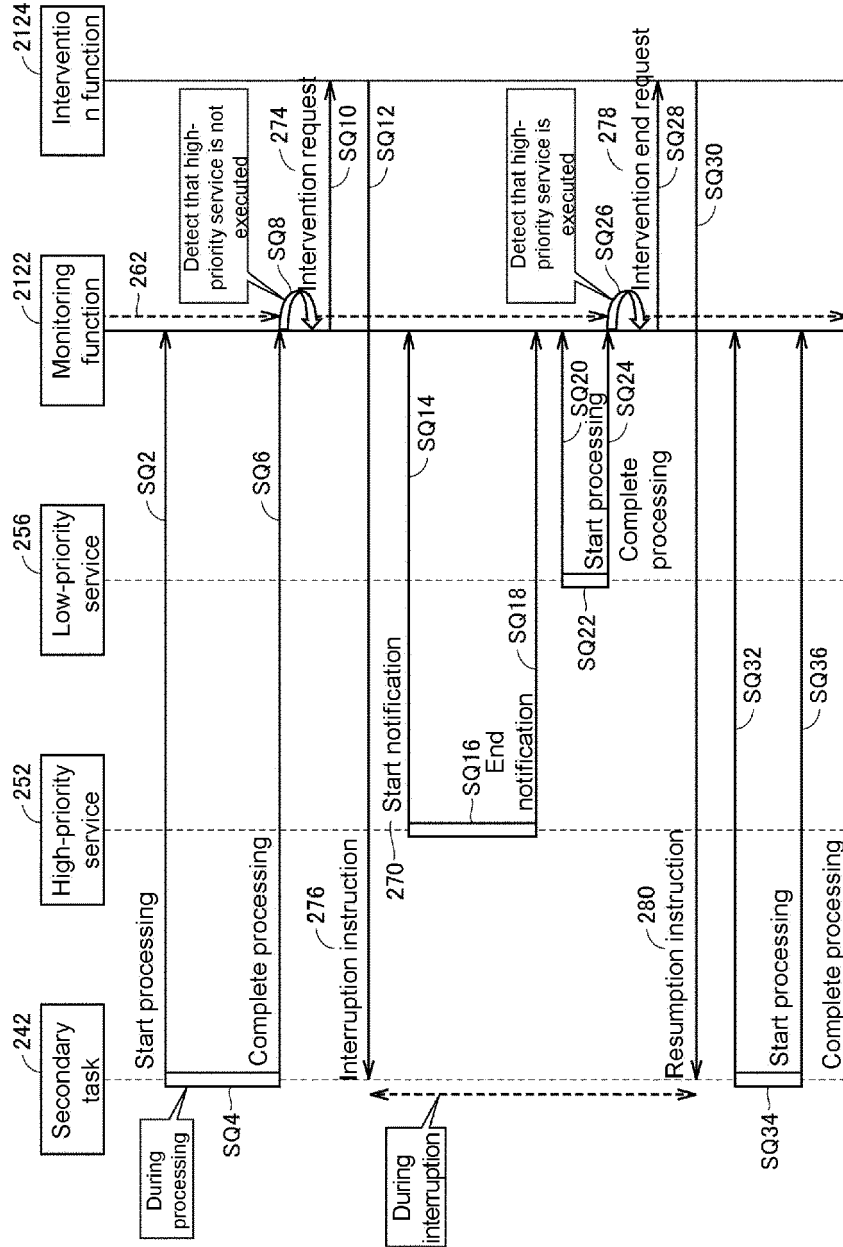 242
Secondary
task
252
High-priority
service
256
Low-priority
service
2122
Monitoring
function
2124
Interventio
n function
262
During
processing
Start processing
SQ2
SQ4
Complete processing
SQ6
Detect that high-
priority service is not
executed
SQ8
274
Intervention request
SQ10
276
Interruption instruction
SQ12
During
interruption
270
Start notification
SQ14
SQ16
End
notification
SQ18
SQ20
Start processing
SQ22
SQ24
Complete
processing
Detect that high-
priority service is
executed
SQ26
278
Intervention end request
SQ28
280
Resumption instruction
SQ30
SQ32
Start processing
SQ34
SQ36
Complete processing